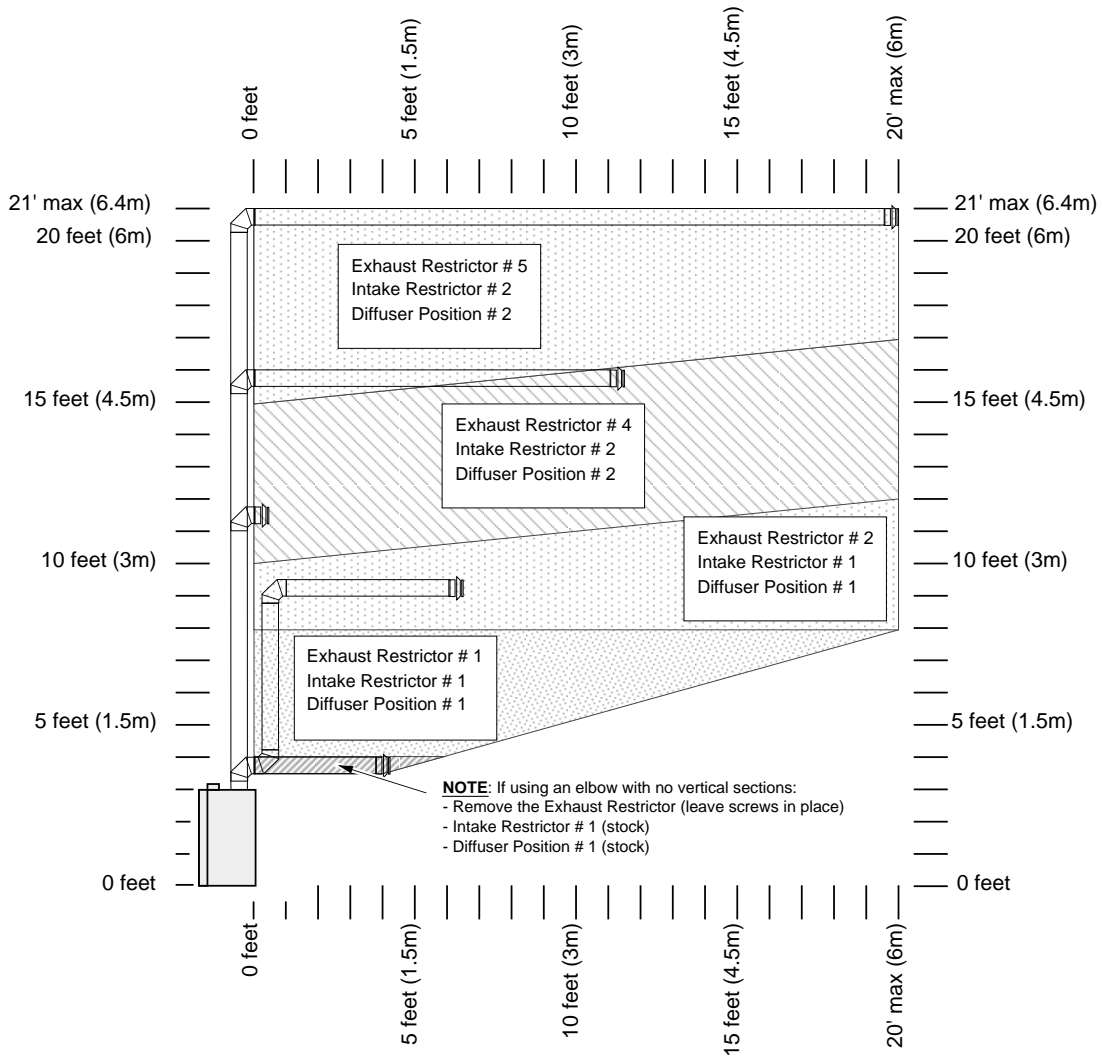 0 feet
5 feet (1.5m)
10 feet (3m)
15 feet (4.5m)
20' max (6m)
21' max (6.4m)
21' max (6.4m)
20 feet (6m)
20 feet (6m)
Exhaust Restrictor # 5
Intake Restrictor # 2
Diffuser Position # 2
15 feet (4.5m)
15 feet (4.5m)
Exhaust Restrictor # 4
Intake Restrictor # 2
Diffuser Position # 2
Exhaust Restrictor # 2
Intake Restrictor # 1
Diffuser Position # 1
10 feet (3m)
10 feet (3m)
Exhaust Restrictor # 1
Intake Restrictor # 1
Diffuser Position # 1
5 feet (1.5m)
5 feet (1.5m)
NOTE: If using an elbow with no vertical sections:
- Remove the Exhaust Restrictor (leave screws in place)
- Intake Restrictor # 1 (stock)
- Diffuser Position # 1 (stock)
0 feet
0 feet
0 feet
5 feet (1.5m)
10 feet (3m)
15 feet (4.5m)
20' max (6m)